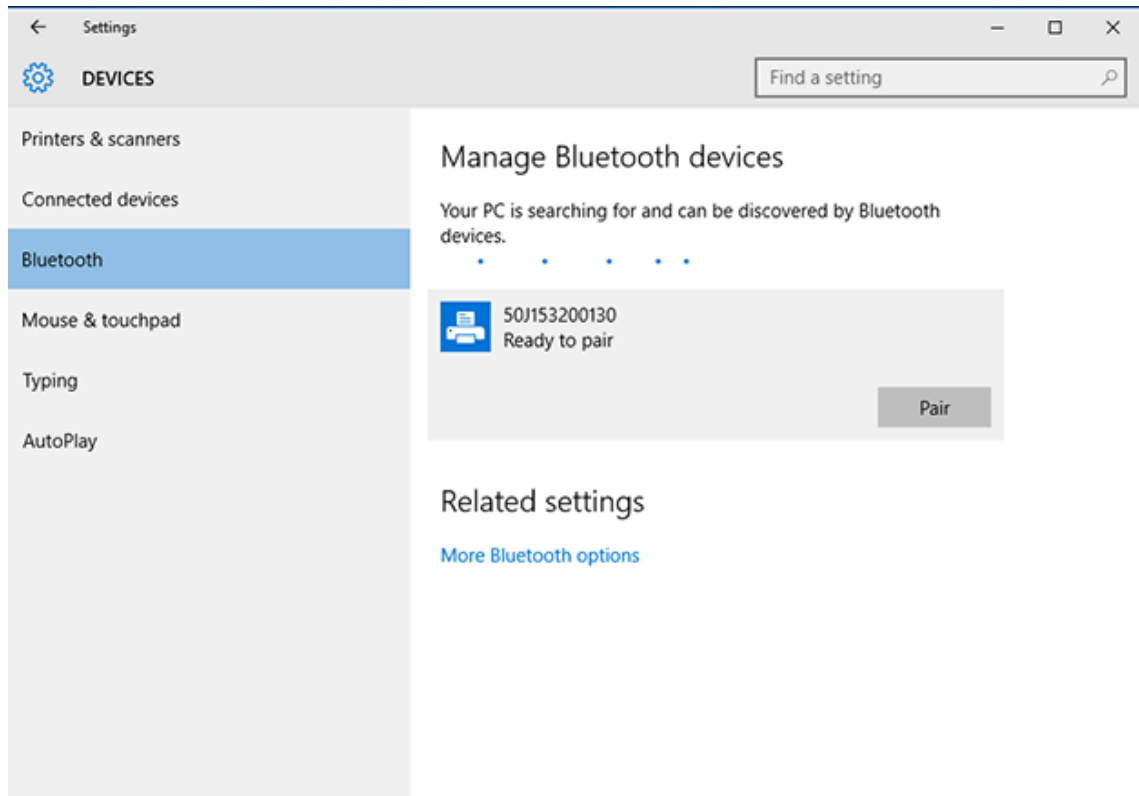 Settings
DEVICES
Find a setting
Printers & scanners
Connected devices
Bluetooth
Mouse & touchpad
Typing
AutoPlay
Manage Bluetooth devices
Your PC is searching for and can be discovered by Bluetooth
devices.
50J153200130
Ready to pair
Pair
Related settings
More Bluetooth options